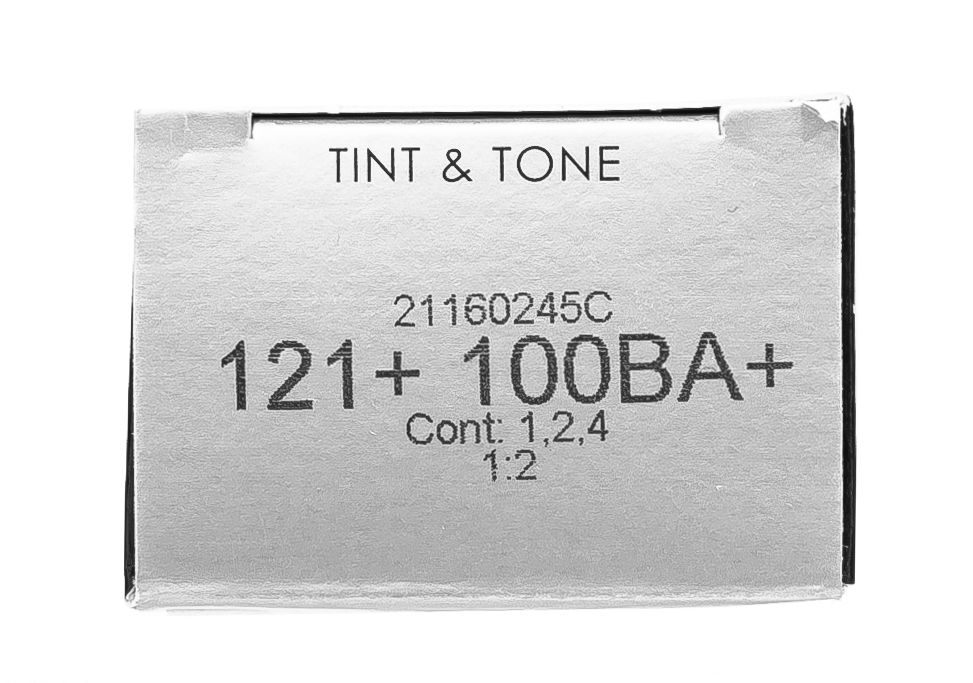 TINT & TONE
21160245C
121+ 100BA+
Cont: 1,2,4
1:2